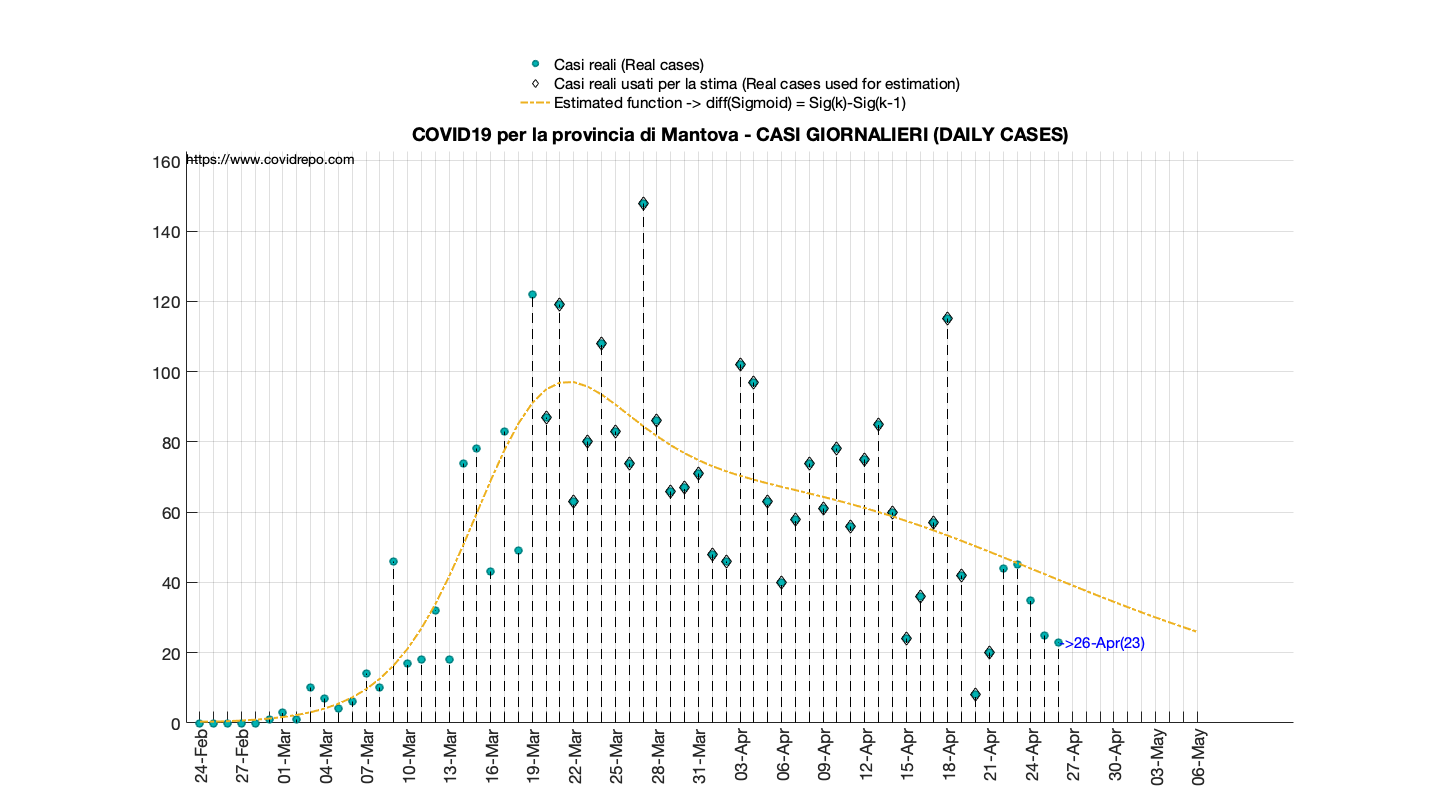 Casi reali (Real cases)
Casi reali usati per la stima (Real cases used for estimation)
Estimated function -> diff(Sigmoid) = Sig(k)-Sig(k-1)
COVID19 per la provincia di Mantova - CASI GIORNALIERI (DAILY CASES)
https://www.covidrepo.com
160
140
120
100
80
60
40
20
0
->26-Apr(23)
24-Feb
27-Feb
01-Mar
04-Mar
07-Mar
10-Mar
13-Mar
16-Mar
19-Mar
22-Mar
25-Mar
28-Mar
31-Mar
03-Apr
06-Apr
09-Apr
12-Apr
15-Apr
18-Apr
21-Apr
24-Apr
27-Apr
30-Apr
03-May
06-May